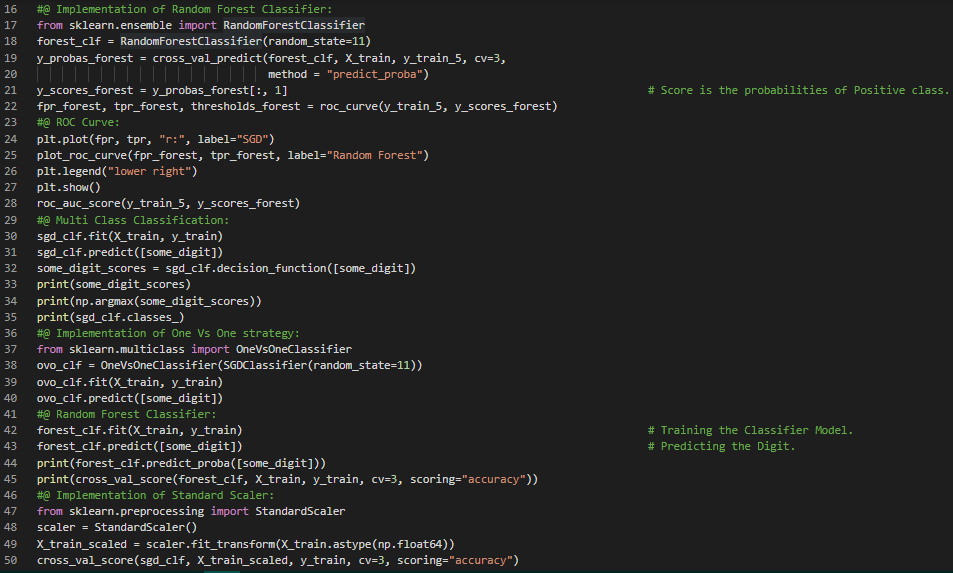 16 #@ Implementation of Random Forest Classifier:
17 from sklearn.ensemble import RandomForestClassifier
18 forest_clf = RandomForestClassifier(random_state=11)
19 y_probas_forest = cross_val_predict(forest_clf, X_train, y_train_5, cv=3,
20 method = "predict_proba")
21 y_scores_forest = y_probas_forest[:, 1] # Score is the probabilities of Positive class.
22 fpr_forest, tpr_forest, thresholds_forest = roc_curve(y_train_5, y_scores_forest)
23 #@ ROC Curve:
24 plt.plot(fpr, tpr, "r:", label="SGD")
25 plot_roc_curve(fpr_forest, tpr_forest, label="Random Forest")
26 plt.legend("lower right")
27 plt.show()
28 roc_auc_score(y_train_5, y_scores_forest)
29 #@ Multi Class Classification:
30 sgd_clf.fit(X_train, y_train)
31 sgd_clf.predict([some_digit])
32 some_digit_scores = sgd_clf.decision_function([some_digit])
33 print(some_digit_scores)
34 print(np.argmax(some_digit_scores))
35 print(sgd_clf.classes_)
36 #@ Implementation of One Vs One strategy:
37 from sklearn.multiclass import OneVsOneClassifier
38 ovo_clf = OneVsOneClassifier(SGDClassifier(random_state=11))
39 ovo_clf.fit(X_train, y_train)
40 ovo_clf.predict([some_digit])
41 #@ Random Forest Classifier:
42 forest_clf.fit(X_train, y_train) # Training the Classifier Model.
43 forest_clf.predict([some_digit]) # Predicting the Digit.
44 print(forest_clf.predict_proba([some_digit]))
45 print(cross_val_score(forest_clf, X_train, y_train, cv=3, scoring="accuracy"))
46 #@ Implementation of Standard Scaler:
47 from sklearn.preprocessing import StandardScaler
48 scaler = StandardScaler()
49 X_train_scaled = scaler.fit_transform(X_train.astype(np.float64))
50 cross_val_score(sgd_clf, X_train_scaled, y_train, cv=3, scoring="accuracy")